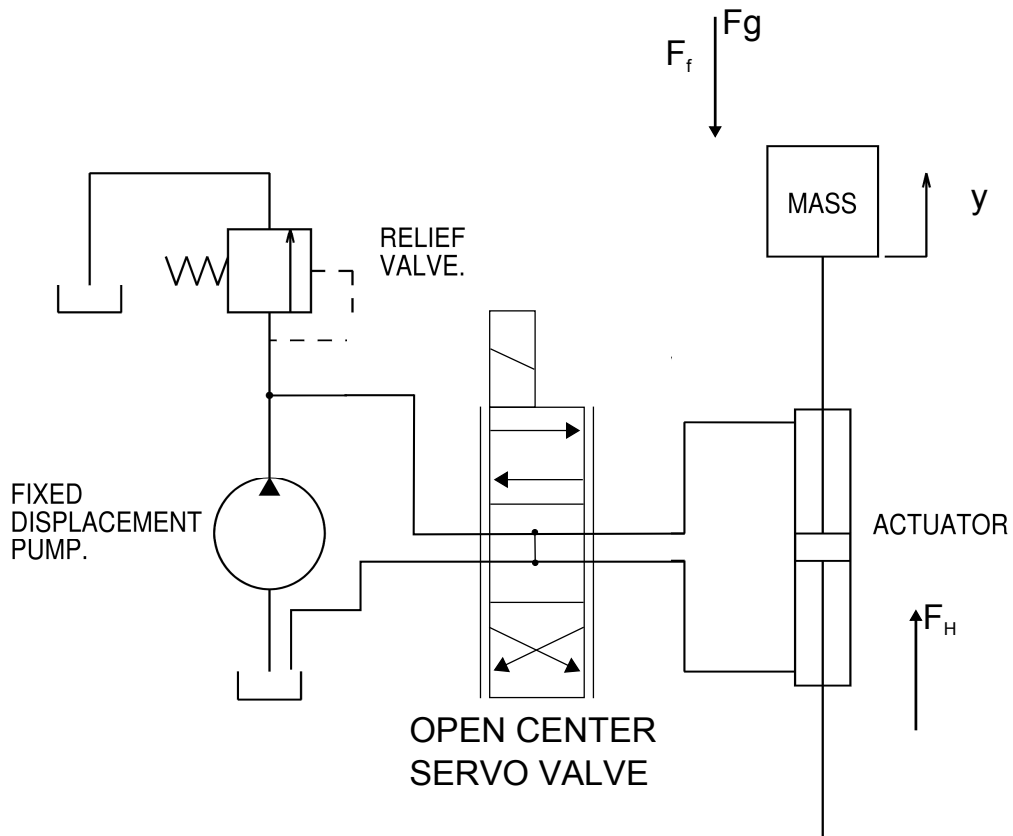 Fg
F_f
MASS
y
RELIEF
VALVE.
FIXED
DISPLACEMENT
PUMP.
ACTUATOR
F_H
OPEN CENTER
SERVO VALVE